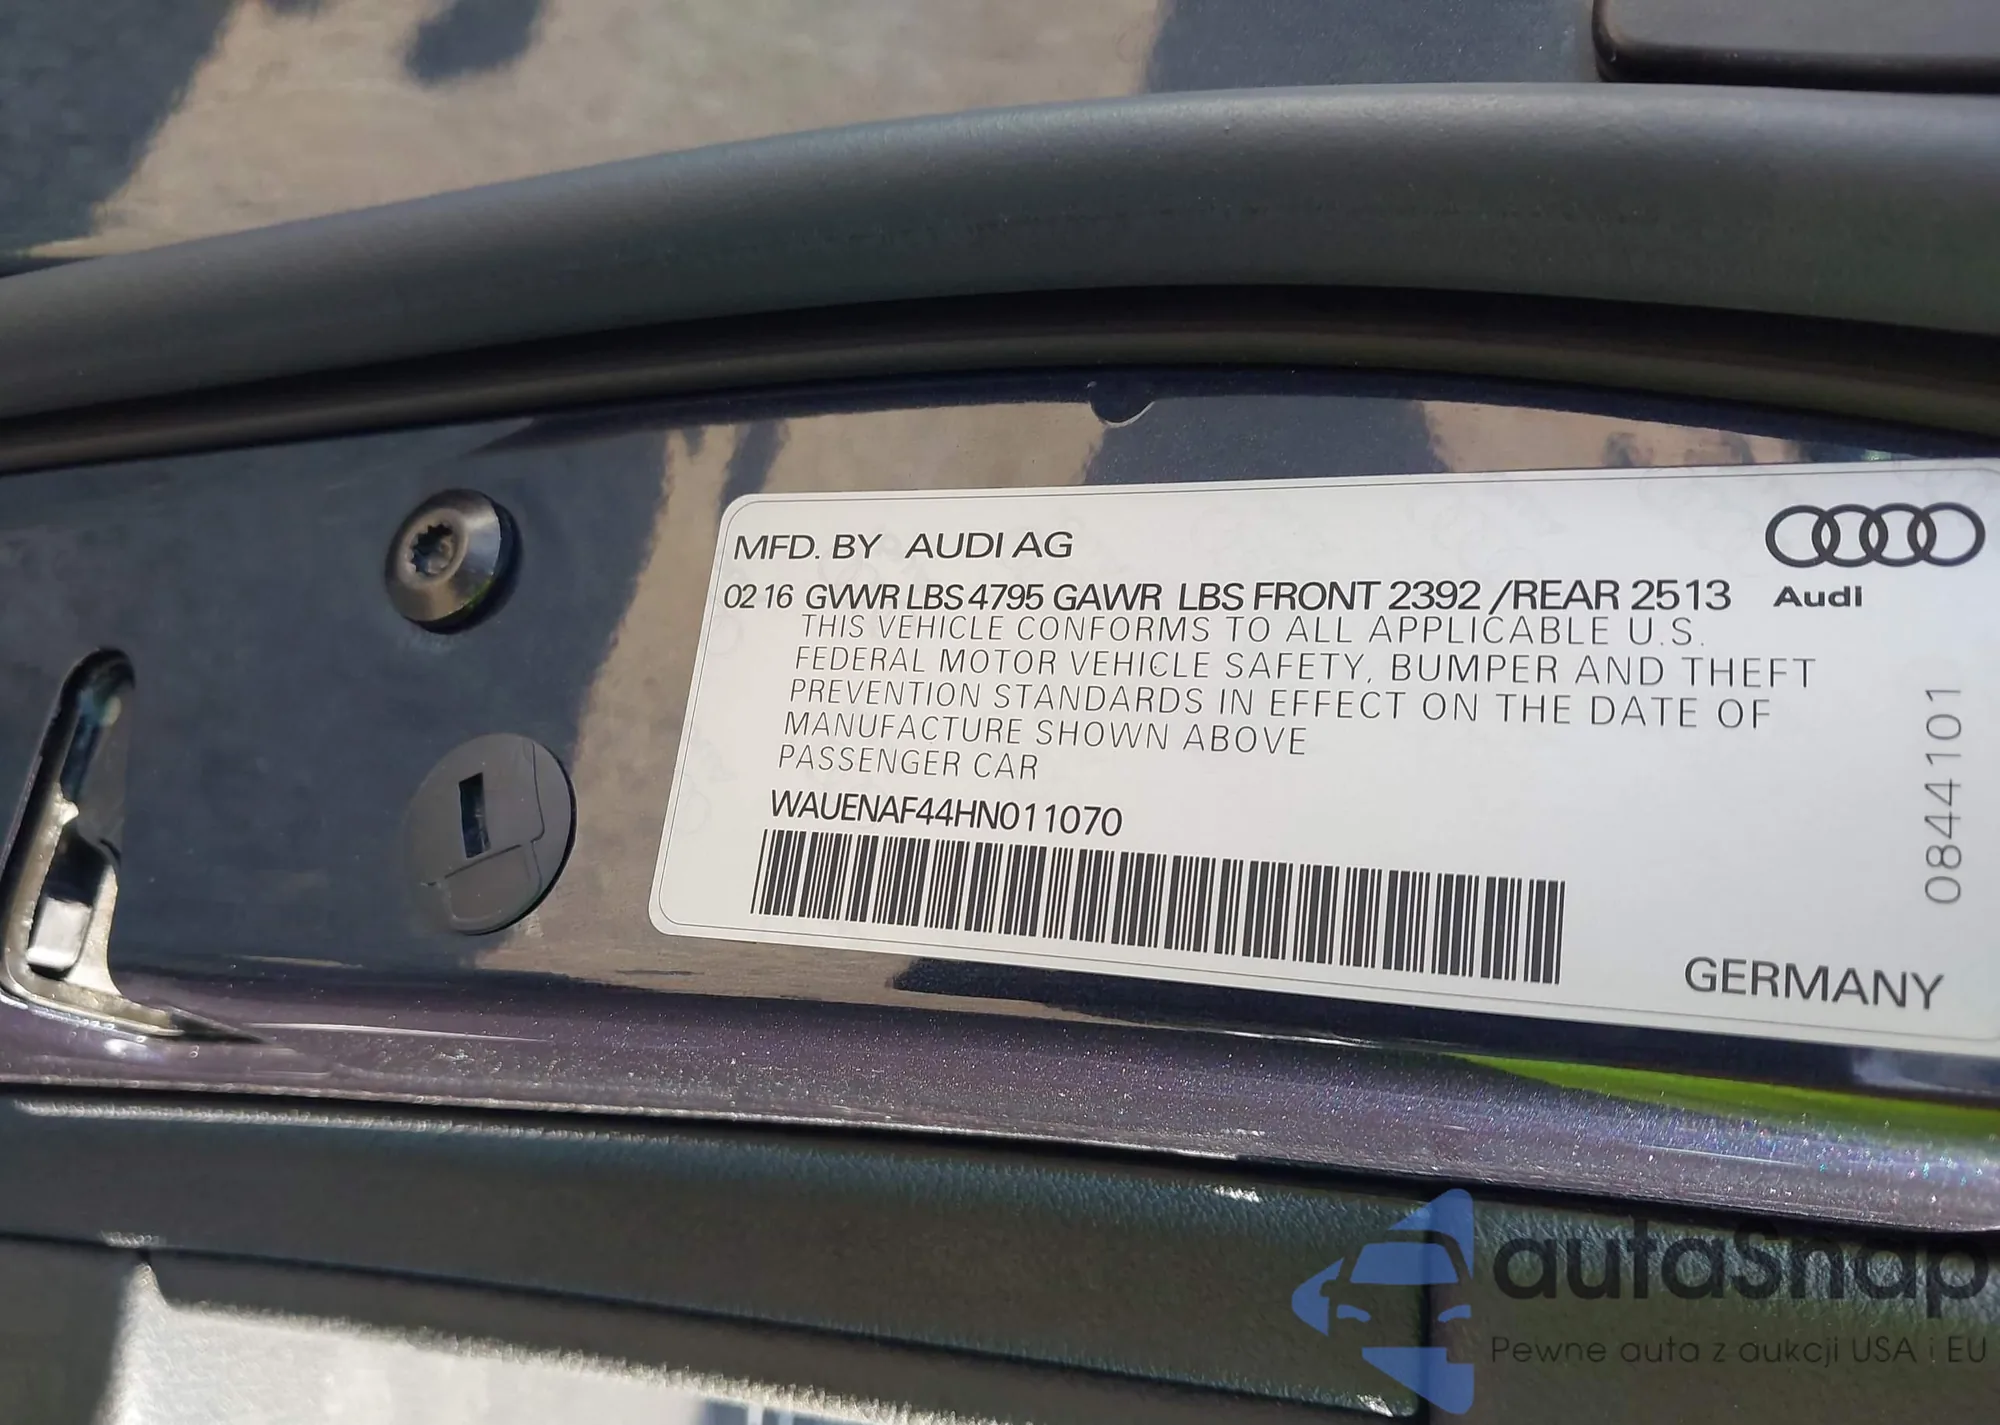 MFD. BY AUDI AG
02 16 GVWR LBS 4795 GAWR LBS FRONT 2392 /REAR 2513
Audi
THIS VEHICLE CONFORMS TO ALL APPLICABLE U.S.
FEDERAL MOTOR VEHICLE SAFETY, BUMPER AND THEFT
PREVENTION STANDARDS IN EFFECT ON THE DATE OF
MANUFACTURE SHOWN ABOVE
PASSENGER CAR
WAUENAF44HN011070
0844101
GERMANY
autaSnap
Pewne auta z aukcji USA i EU